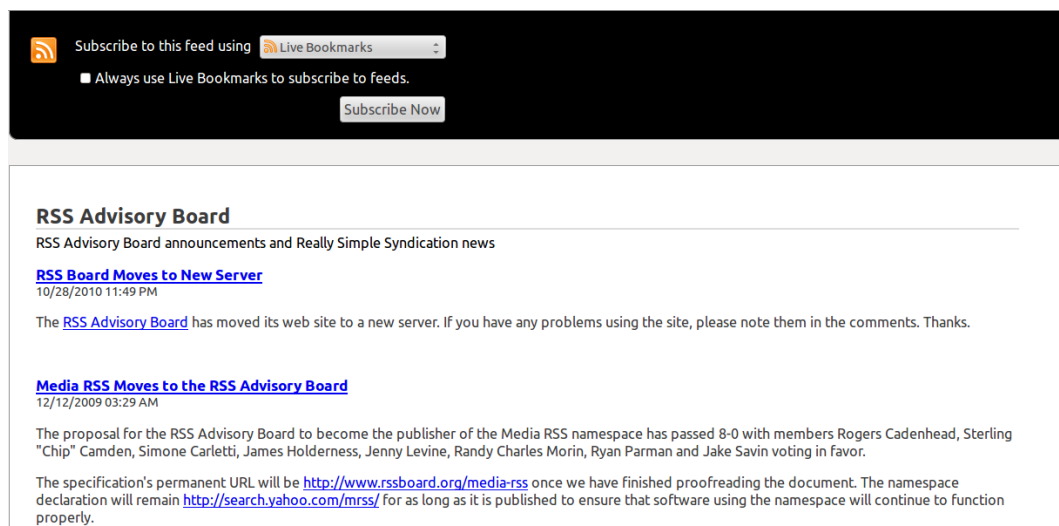 Subscribe to this feed using Live Bookmarks
Always use Live Bookmarks to subscribe to feeds.
Subscribe Now
RSS Advisory Board
RSS Advisory Board announcements and Really Simple Syndication news
RSS Board Moves to New Server
10/28/2010 11:49 PM
The RSS Advisory Board has moved its web site to a new server. If you have any problems using the site, please note them in the comments. Thanks.
Media RSS Moves to the RSS Advisory Board
12/12/2009 03:29 AM
The proposal for the RSS Advisory Board to become the publisher of the Media RSS namespace has passed 8-0 with members Rogers Cadenhead, Sterling
"Chip" Camden, Simone Carletti, James Holderness, Jenny Levine, Randy Charles Morin, Ryan Parman and Jake Savin voting in favor.
The specification's permanent URL will be http://www.rssboard.org/media-rss once we have finished proofreading the document. The namespace
declaration will remain http://search.yahoo.com/mrss/ for as long as it is published to ensure that software using the namespace will continue to function
properly.